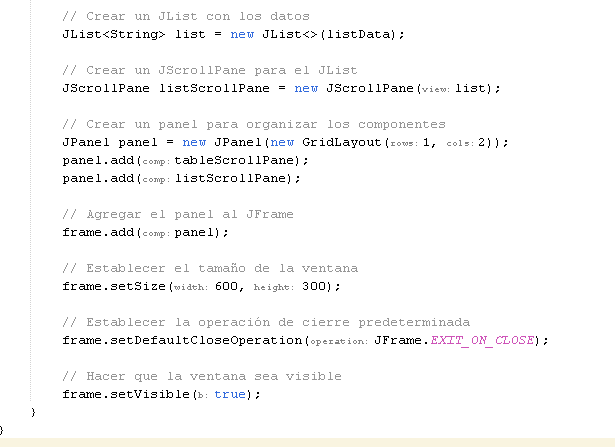 // Crear un JList con los datos
JList<String> list = new JList<>(listData);
// Crear un JScrollPane para el JList
JScrollPane listScrollPane = new JScrollPane(view: list);
// Crear un panel para organizar los componentes
JPanel panel = new JPanel(new GridLayout(rows: 1, cols: 2));
panel.add(comp: tableScrollPane);
panel.add(comp: listScrollPane);
// Agregar el panel al JFrame
frame.add(comp: panel);
// Establecer el tamaño de la ventana
frame.setSize(width: 600, height: 300);
// Establecer la operación de cierre predeterminada
frame.setDefaultCloseOperation(operation: JFrame.EXIT_ON_CLOSE);
// Hacer que la ventana sea visible
frame.setVisible(b: true);
}
}